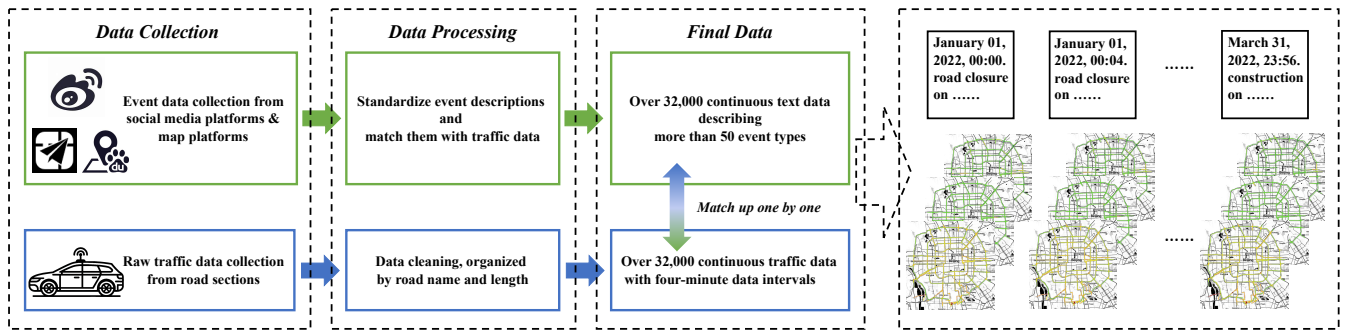 Data Collection
Event data collection from
social media platforms &
map platforms
du
Raw traffic data collection
from road sections
Data Processing
Standardize event descriptions
and
match them with traffic data
Data cleaning, organized
by road name and length
Final Data
Over 32,000 continuous text data
describing
more than 50 event types
Match up one by one
Over 32,000 continuous traffic data
with four-minute data intervals
January 01,
2022, 00:00.
road closure
on ......
January 01,
2022, 00:04.
road closure
on ......
......
March 31,
2022, 23:56.
construction
on ......
......